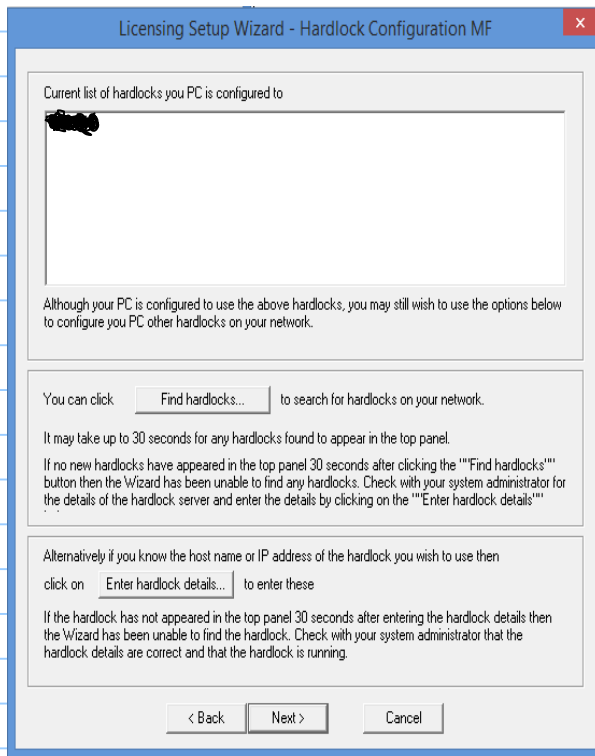 Licensing Setup Wizard - Hardlock Configuration MF
x
Current list of hardlocks you PC is configured to
Although your PC is configured to use the above hardlocks, you may still wish to use the options below
to configure you PC other hardlocks on your network.
You can click Find hardlocks... to search for hardlocks on your network.
It may take up to 30 seconds for any hardlocks found to appear in the top panel.
If no new hardlocks have appeared in the top panel 30 seconds after clicking the '"'Find hardlocks'"'
button then the Wizard has been unable to find any hardlocks. Check with your system administrator for
the details of the hardlock server and enter the details by clicking on the '"'Enter hardlock details'"'
Alternatively if you know the host name or IP address of the hardlock you wish to use then
click on Enter hardlock details... to enter these
If the hardlock has not appeared in the top panel 30 seconds after entering the hardlock details then
the Wizard has been unable to find the hardlock. Check with your system administrator that the
hardlock details are correct and that the hardlock is running.
< Back Next > Cancel